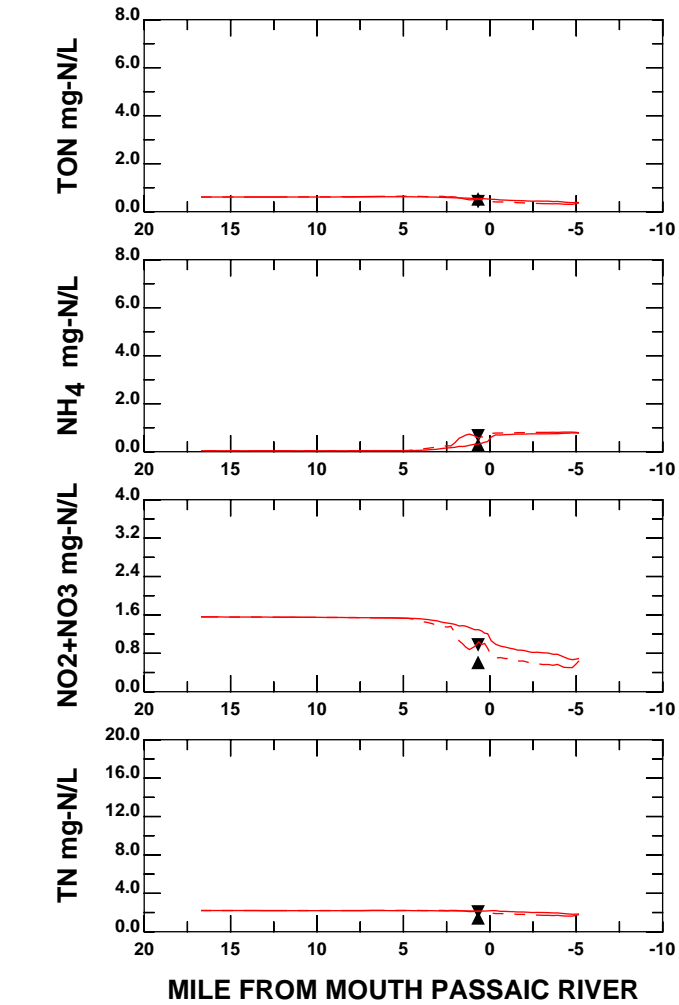 TON mg-N/L
8.0
6.0
4.0
2.0
0.0
20 15 10 5 0 -5 -10
NH4 mg-N/L
8.0
6.0
4.0
2.0
0.0
20 15 10 5 0 -5 -10
NO2+NO3 mg-N/L
4.0
3.2
2.4
1.6
0.8
0.0
20 15 10 5 0 -5 -10
TN mg-N/L
20.0
16.0
12.0
8.0
4.0
0.0
20 15 10 5 0 -5 -10
MILE FROM MOUTH PASSAIC RIVER